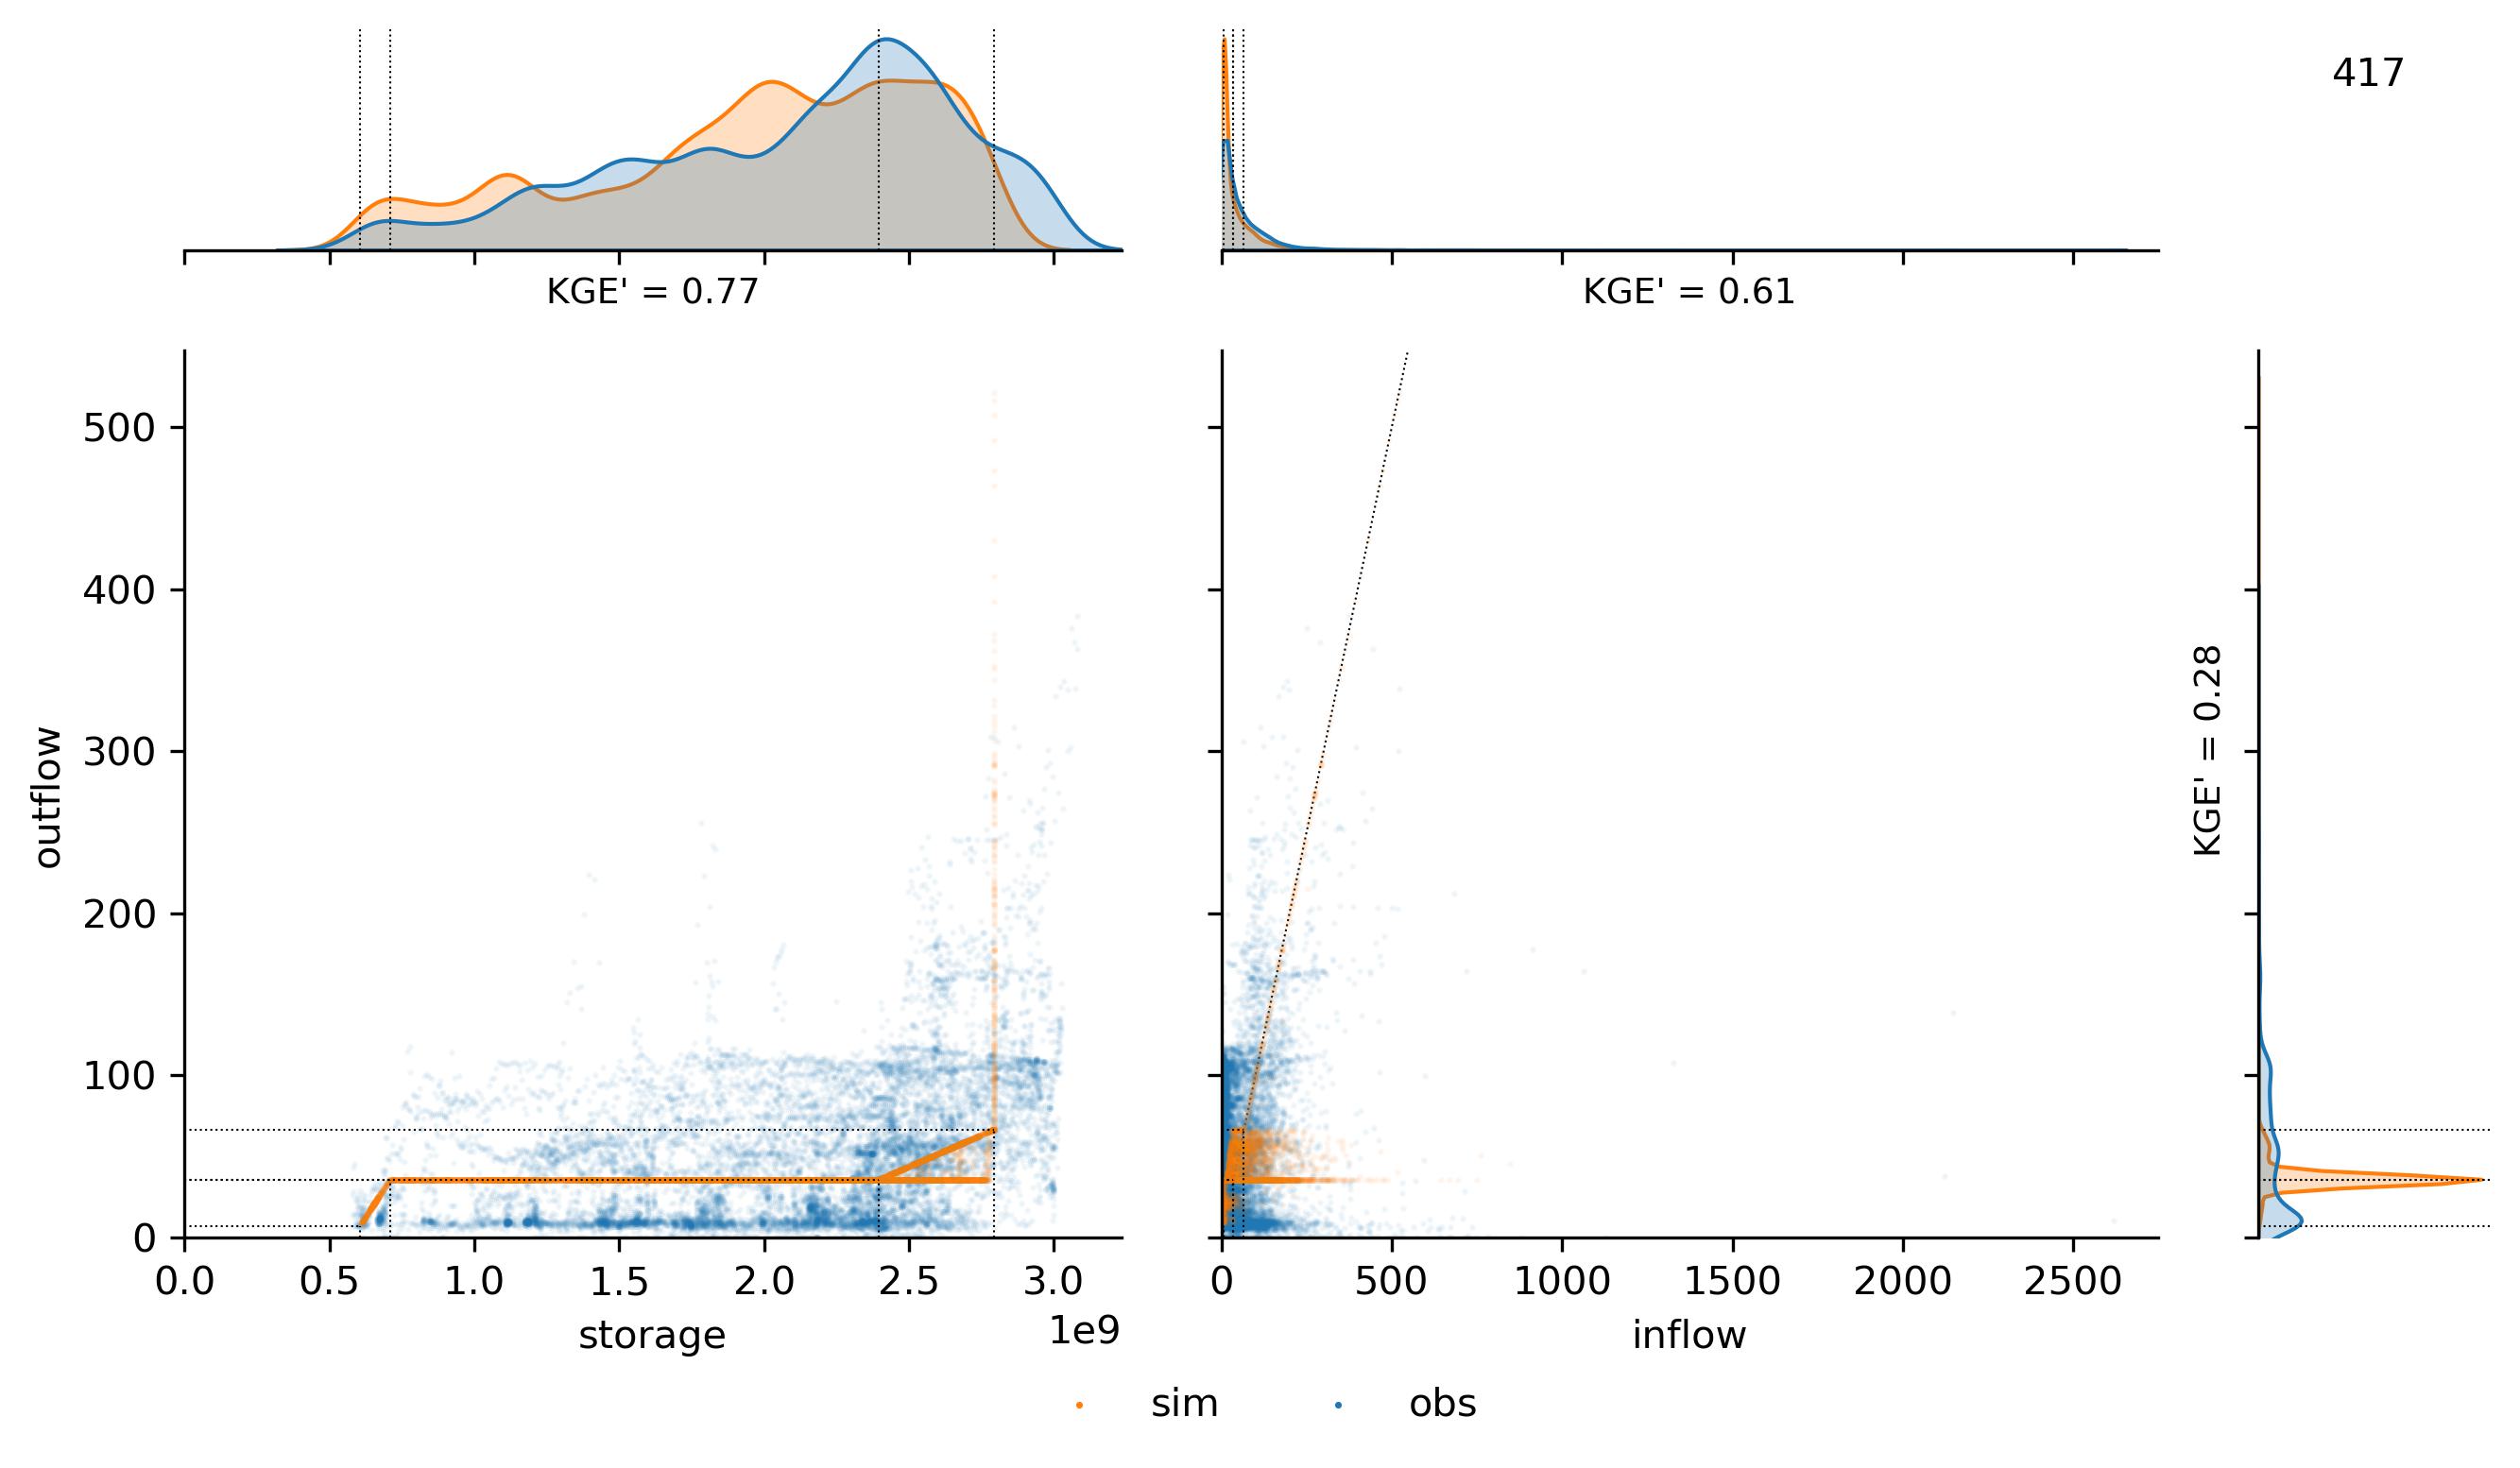 417
KGE' = 0.77
KGE' = 0.61
outflow
500
400
300
200
100
0
KGE' = 0.28
0.0 0.5 1.0 1.5 2.0 2.5 3.0
1e9
storage
0 500 1000 1500 2000 2500
inflow
sim obs